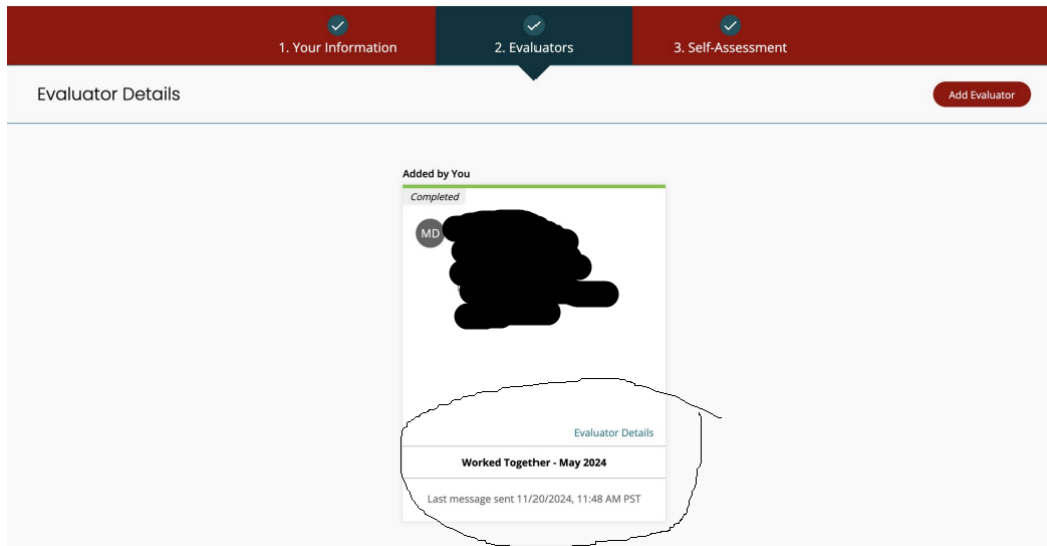 1. Your Information
2. Evaluators
3. Self-Assessment
Evaluator Details
Add Evaluator
Added by You
Completed
MD
Evaluator Details
Worked Together - May 2024
Last message sent 11/20/2024, 11:48 AM PST